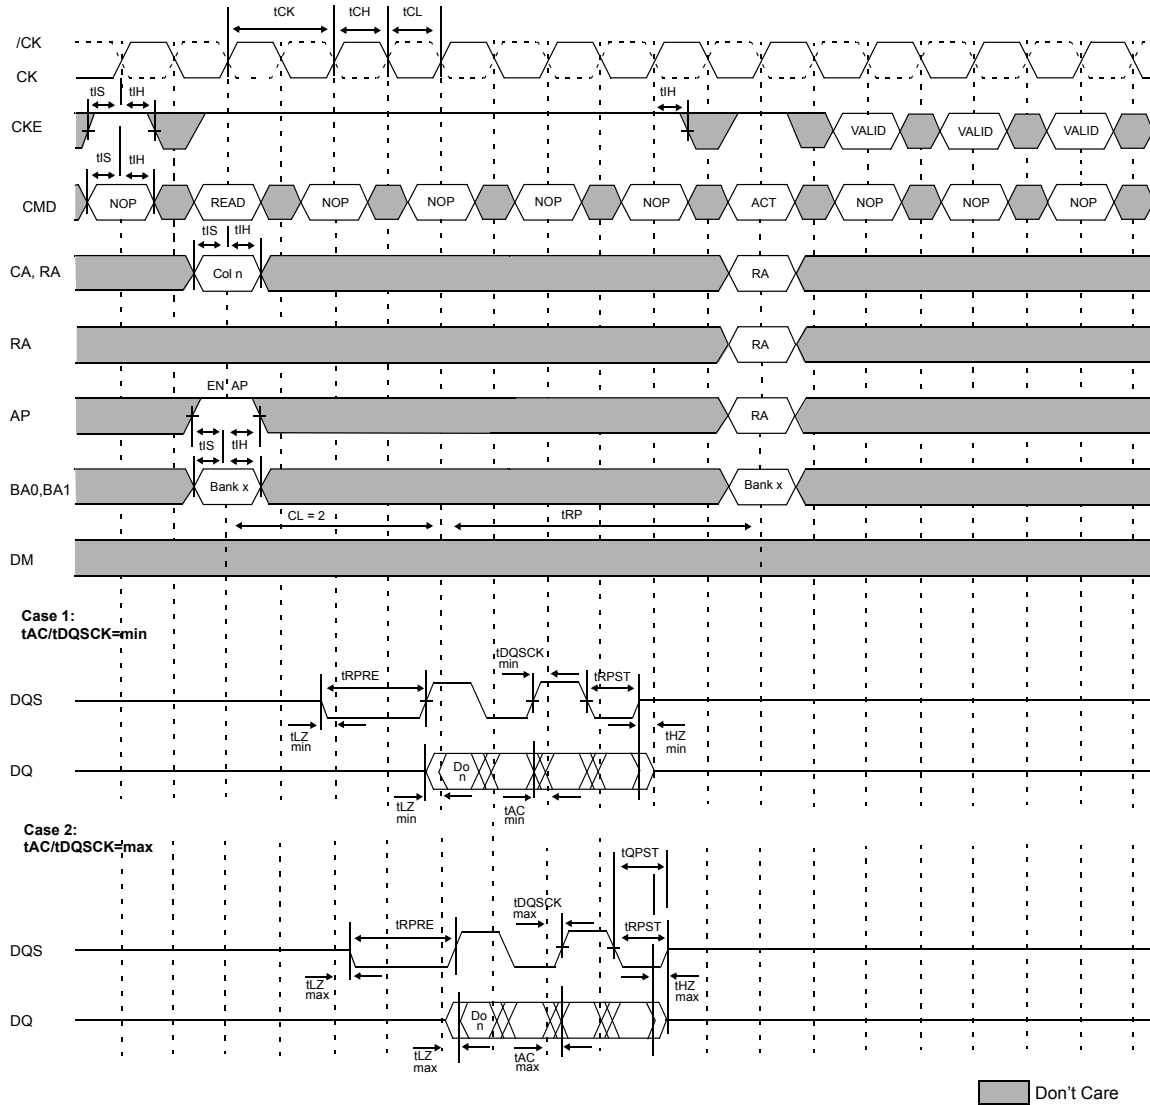 tCK tCH tCL
/CK
CK
tIS tIH tIH
CKE VALID VALID VALID
tIS tIH
CMD NOP READ NOP NOP NOP NOP ACT NOP NOP NOP
tIS tIH
CA, RA Col n RA
RA RA
EN AP
AP RA
tIS tIH
BA0,BA1 Bank x Bank x
CL = 2 tRP
DM
Case 1:
tAC/tDQSCK=min
tDQSCK
min
tRPRE tRPST
DQS
tLZ
min
tHZ
min
DQ Do
n
tLZ
min
tAC
min
Case 2:
tAC/tDQSCK=max
tQPST
tDQSCK
max
tRPRE tRPST
DQS
tLZ
max
tHZ
max
DQ Do
n
tLZ
max
tAC
max
Don't Care